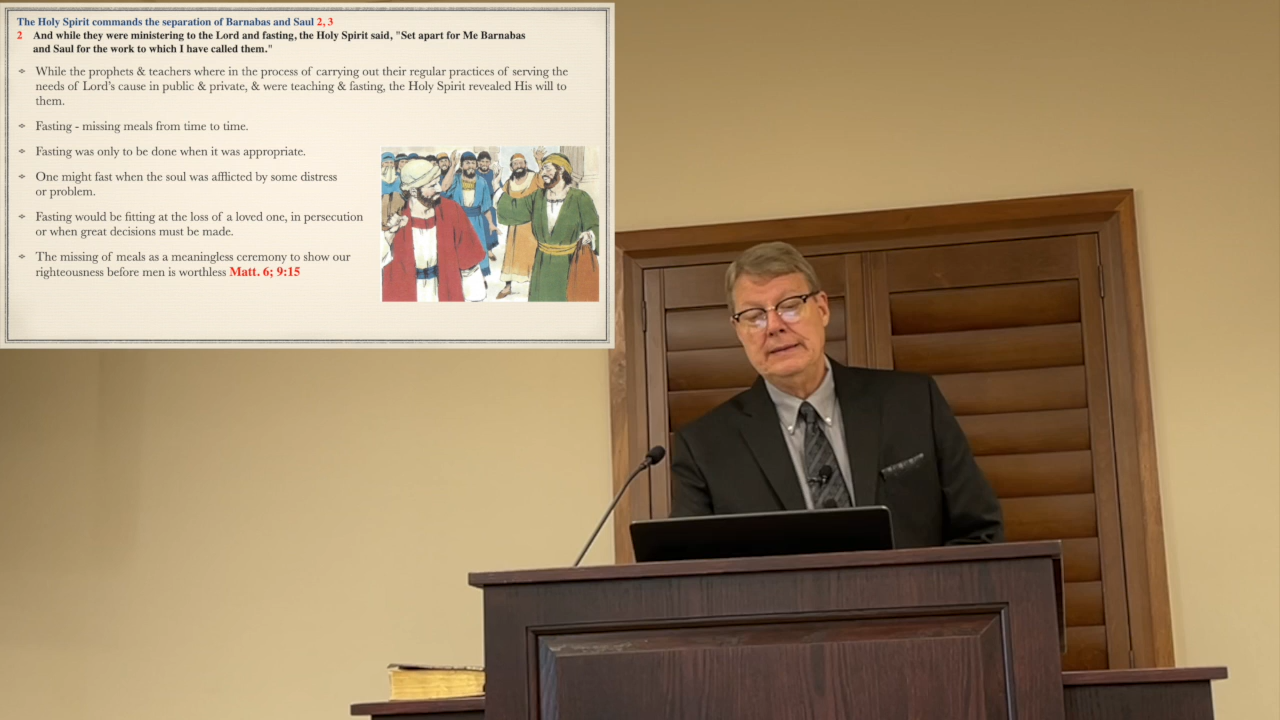 The Holy Spirit commands the separation of Barnabas and Saul 2, 3
2 And while they were ministering to the Lord and fasting, the Holy Spirit said, "Set apart for Me Barnabas
and Saul for the work to which I have called them."
While the prophets & teachers where in the process of carrying out their regular practices of serving the
needs of Lord's cause in public & private, & were teaching & fasting, the Holy Spirit revealed His will to
them.
Fasting - missing meals from time to time.
Fasting was only to be done when it was appropriate.
One might fast when the soul was afflicted by some distress
or problem.
Fasting would be fitting at the loss of a loved one, in persecution
or when great decisions must be made.
The missing of meals as a meaningless ceremony to show our
righteousness before men is worthless Matt. 6; 9:15